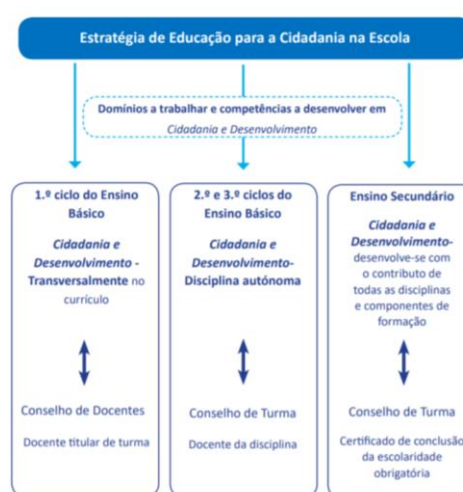 Estratégia de Educação para a Cidadania na Escola
Domínios a trabalhar e competências a desenvolver em
Cidadania e Desenvolvimento
1.º ciclo do Ensino
Básico
Cidadania e
Desenvolvimento -
Transversalmente no
currículo
Conselho de Docentes
Docente titular de turma
2.º e 3.º ciclos do
Ensino Básico
Cidadania e
Desenvolvimento-
Disciplina autónoma
Conselho de Turma
Docente da disciplina
Ensino Secundário
Cidadania e
Desenvolvimento-
desenvolve-se com
o contributo de
todas as disciplinas
e componentes de
formação
Conselho de Turma
Certificado de conclusão
da escolaridade
obrigatória